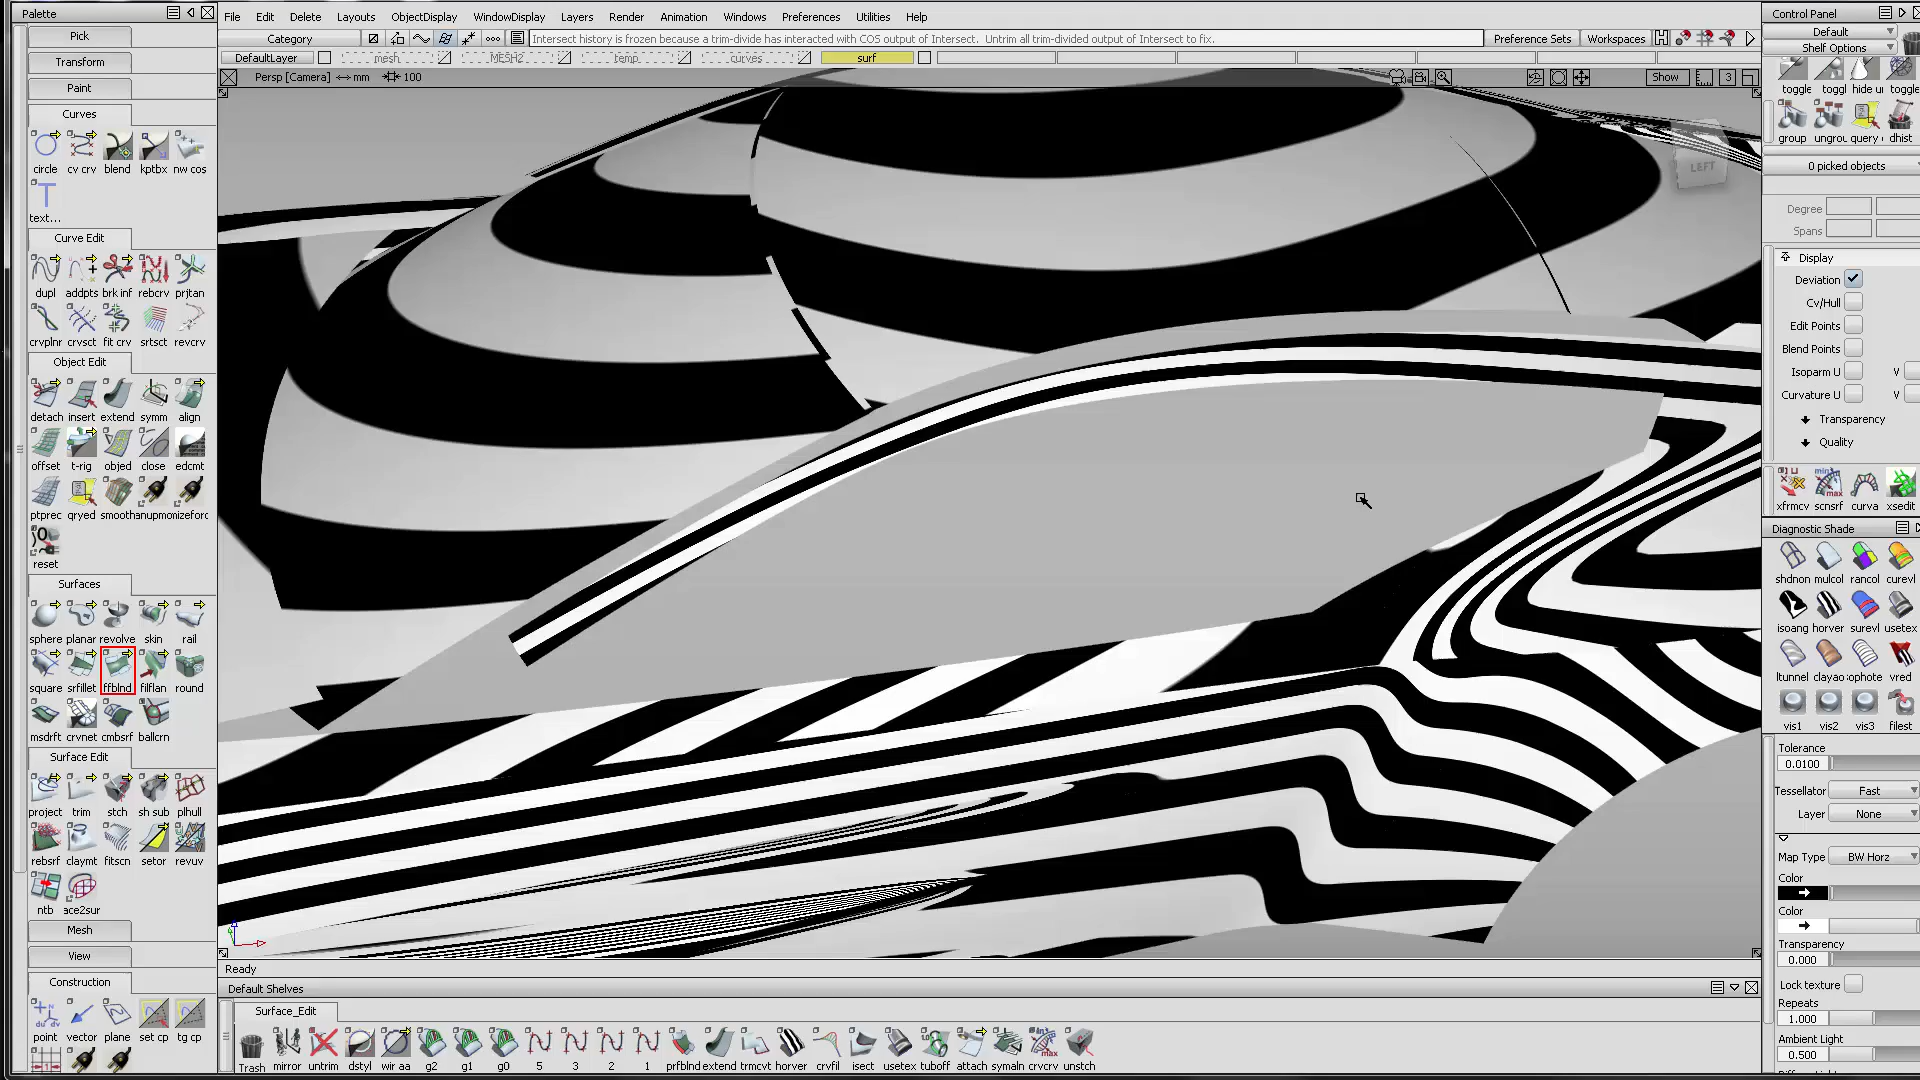 Palette
Pick
Transform
Paint
Curves
circle cv crv blend kptbx nw cos
text...
Curve Edit
dupl addpts brk inf rebcrv prjtan
crvplnr crvsct fit crv srtsct revcrv
Object Edit
detach insert extend symm align
offset t-rig objed close edcmt
ptprec qryed smooth
reset
Surfaces
sphere planar revolve skin rail
square srfillet ffblnd filflan round
msdrft crvnet cmbsrf ballcrn
Surface Edit
project trim stch sh sub plhull
rebsrf claymt fitscn setor revuv
ntb ace2sur
Mesh
View
Construction
point vector plane set cp tg cp
File Edit Delete Layouts ObjectDisplay WindowDisplay Layers Render Animation Windows Preferences Utilities Help
Category
Intersect history is frozen because a trim-divide has interacted with COS output of Intersect. Untrim all trim-divided output of Intersect to fix.
Preference Sets Workspaces
DefaultLayer mesh MESH2 temp curves surf
Persp [Camera] mm 100
Show
3
LEFT
Ready
Default Shelves
Surface_Edit
Trash mirror untrim dstyl wir aa g2 g1 g0 5 3 2 1 prfblnd extend trmcvt horver crvfil isect usetex tuboff attach symaln crvcrv unstch
Control Panel
Default
Shelf Options
toggle toggl hide u toggle
group ungrou query dhist
0 picked objects
Degree
Spans
Display
Deviation
Cv/Hull
Edit Points
Blend Points
Isoparm U V
Curvature U V
Transparency
Quality
xfrmcv scnsrf curva xsedit
Diagnostic Shade
shdnon mulcol rancol curevl
isoang horver surevl usetex
ltunnel clayao ophote vred
vis1 vis2 vis3 filest
Tolerance
0.0100
Tessellator Fast
Layer None
Map Type BW Horz
Color
Color
Transparency
0.000
Lock texture
Repeats
1.000
Ambient Light
0.500